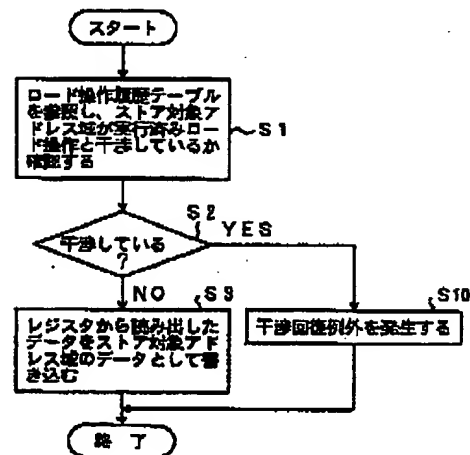 スタート
ロード操作履歴テーブル
を参照し、ストア対象ア
ドレス域が実行済みロー
ド操作と干渉しているか
確認する
S1
干渉している
?
S2
YES
NO
S3
レジスタから読み出した
データをストア対象アド
レス域のデータとして書
き込む
S10
干渉回復例外を発生する
終了